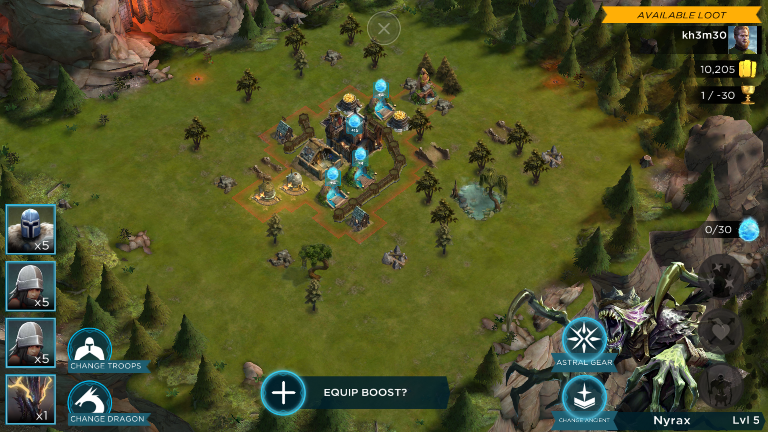 AVAILABLE LOOT
kh3m30
10,205
1 / -30
0/30
x5
x5
x5
x1
CHANGE TROOPS
CHANGE DRAGON
EQUIP BOOST?
ASTRAL GEAR
CHANGE ANCIENT
Nyrax
Lvl 5